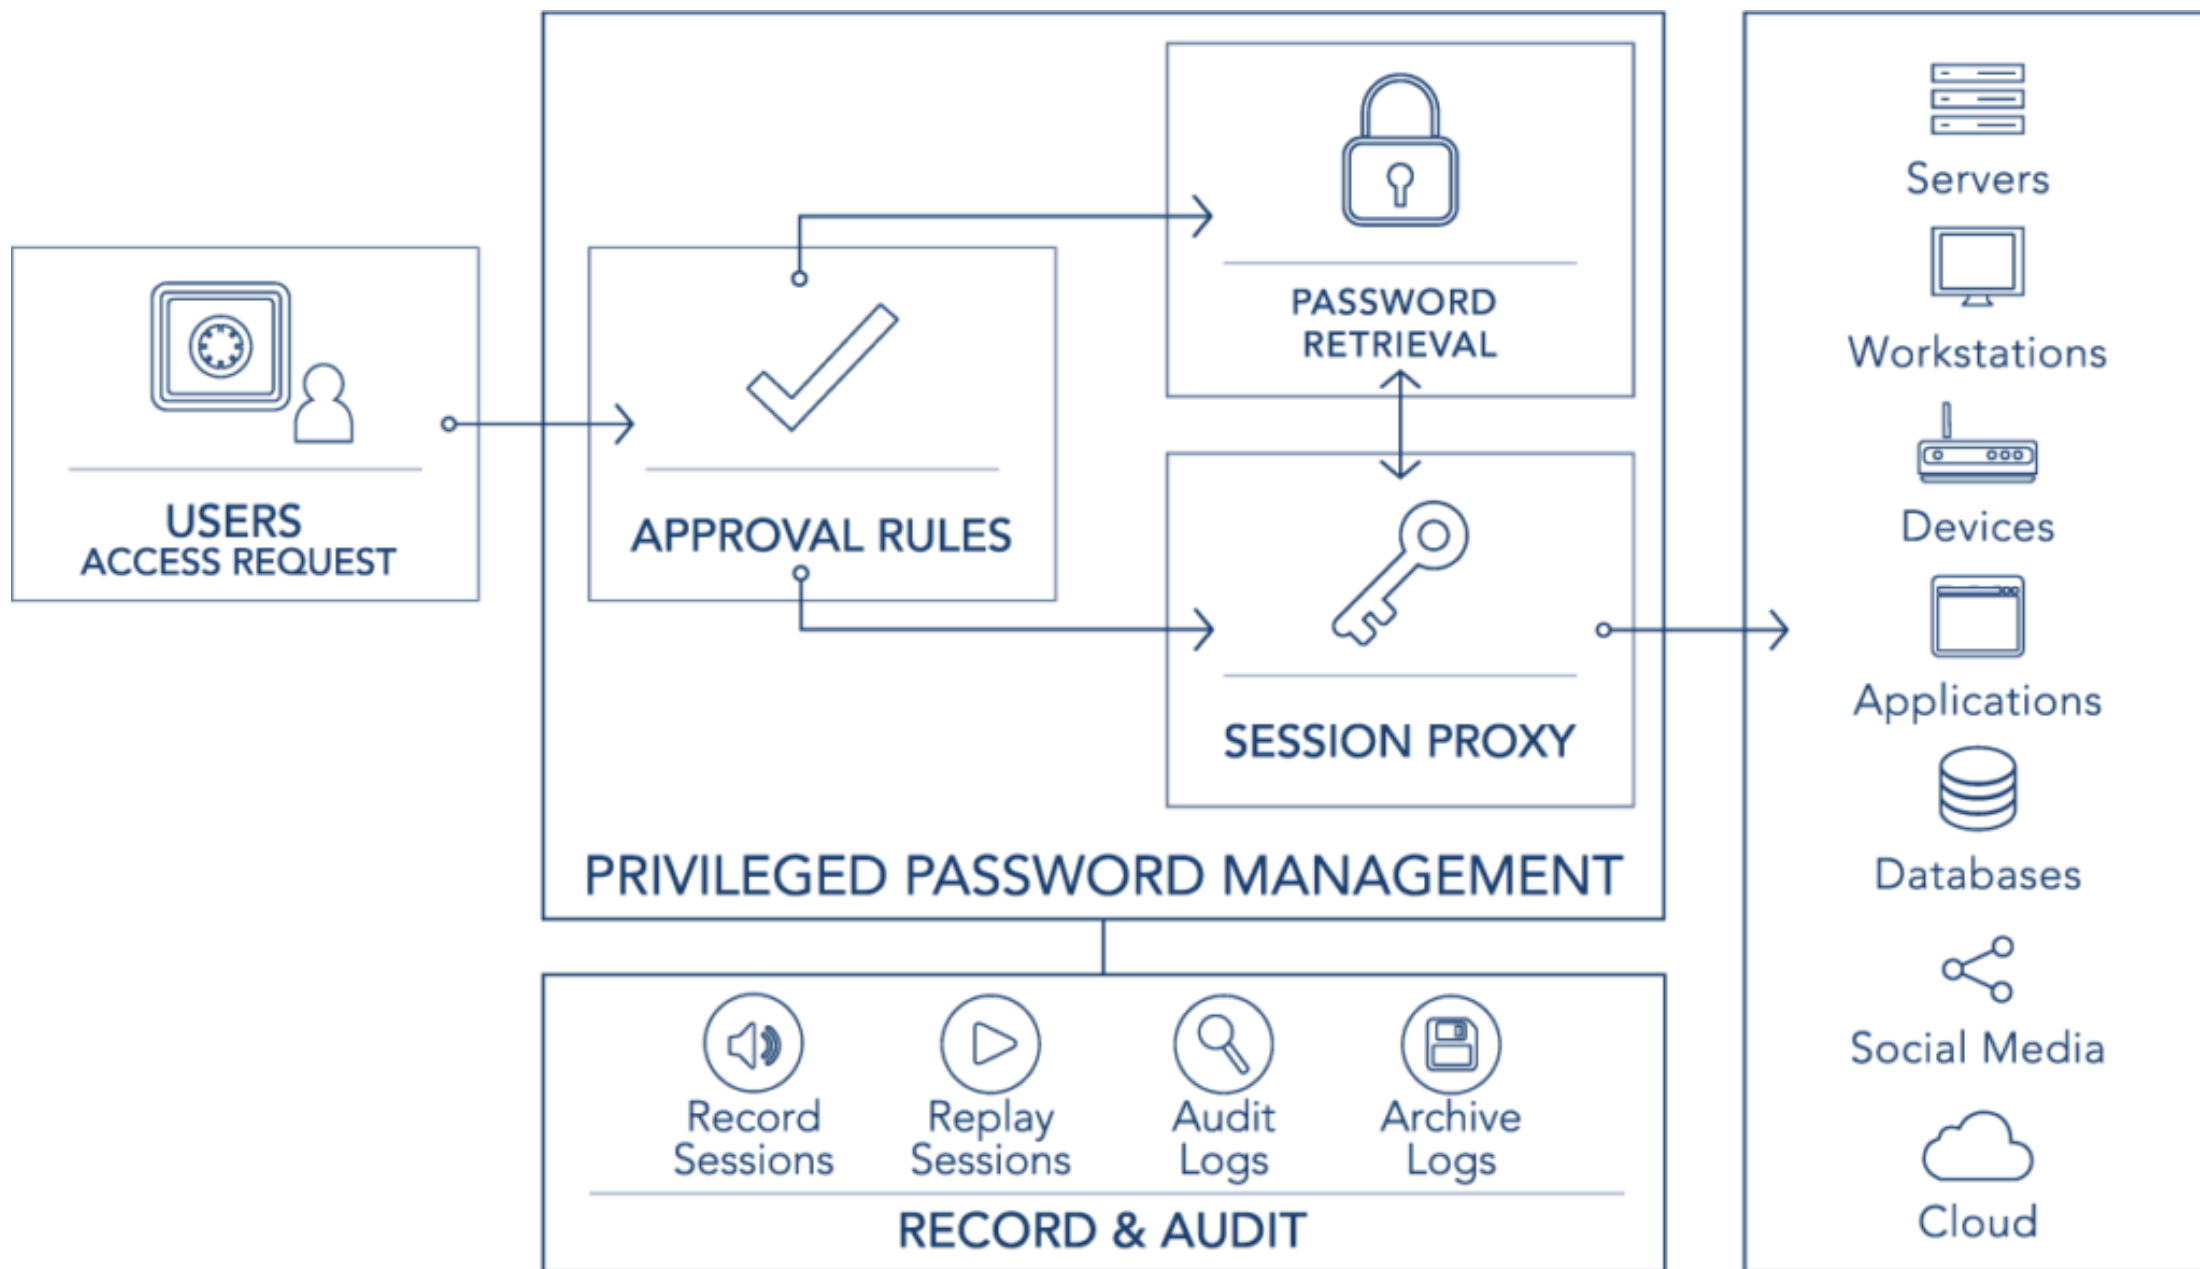 USERS
ACCESS REQUEST
APPROVAL RULES
PASSWORD
RETRIEVAL
SESSION PROXY
PRIVILEGED PASSWORD MANAGEMENT
Record
Sessions
Replay
Sessions
Audit
Logs
Archive
Logs
RECORD & AUDIT
Servers
Workstations
Devices
Applications
Databases
Social Media
Cloud